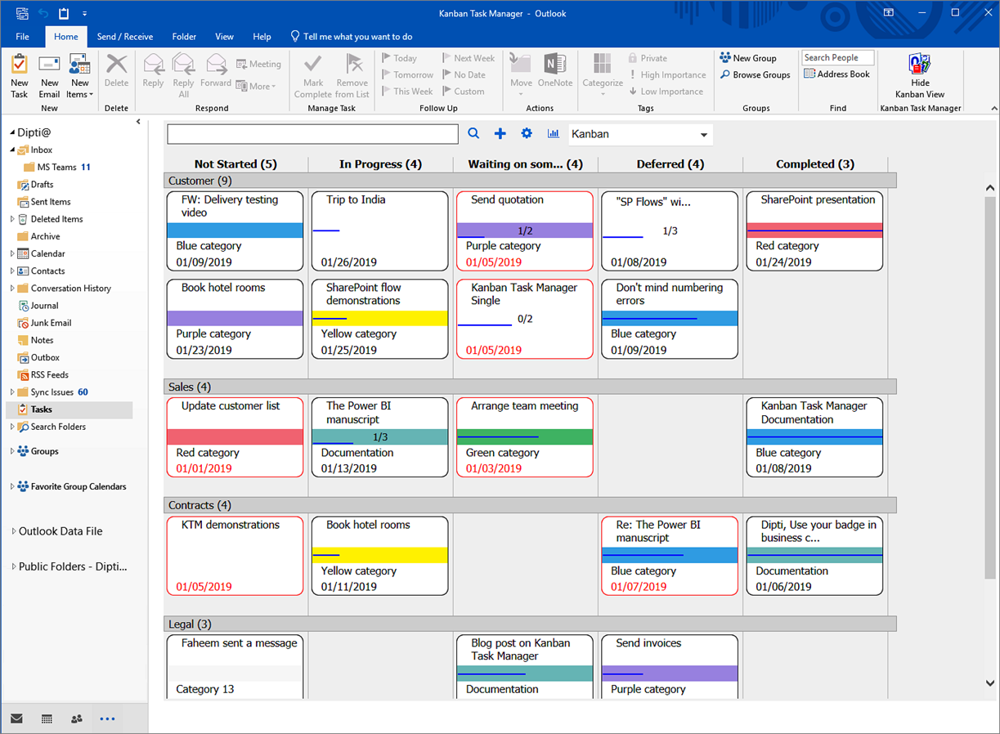 Kanban Task Manager - Outlook
File Home Send / Receive Folder View Help Tell me what you want to do
New Task
New Email
New Items
New
Delete
Delete
Reply
Reply All
Forward
Meeting
More
Respond
Mark Complete
Remove from List
Manage Task
Today
Tomorrow
This Week
Next Week
No Date
Custom
Follow Up
Move
OneNote
Actions
Categorize
Private
High Importance
Low Importance
Tags
New Group
Browse Groups
Groups
Search People
Address Book
Find
Hide
Kanban View
Kanban Task Manager
Dipti@
Inbox
MS Teams 11
Drafts
Sent Items
Deleted Items
Archive
Calendar
Contacts
Conversation History
Journal
Junk Email
Notes
Outbox
RSS Feeds
Sync Issues 60
Tasks
Search Folders
Groups
Favorite Group Calendars
Outlook Data File
Public Folders - Dipti...
Kanban
Not Started (5) In Progress (4) Waiting on som... (4) Deferred (4) Completed (3)
Customer (9)
FW: Delivery testing
video
Blue category
01/09/2019
Trip to India
01/26/2019
Send quotation
1/2
Purple category
01/05/2019
"SP Flows" wi...
1/3
01/08/2019
SharePoint presentation
Red category
01/24/2019
Book hotel rooms
Purple category
01/23/2019
SharePoint flow
demonstrations
Yellow category
01/25/2019
Kanban Task Manager
Single
0/2
01/05/2019
Don't mind numbering
errors
Blue category
01/09/2019
Sales (4)
Update customer list
Red category
01/01/2019
The Power BI
manuscript
1/3
Documentation
01/13/2019
Arrange team meeting
Green category
01/03/2019
Kanban Task Manager
Documentation
Blue category
01/08/2019
Contracts (4)
KTM demonstrations
01/05/2019
Book hotel rooms
Yellow category
01/11/2019
Re: The Power BI
manuscript
Blue category
01/07/2019
Dipti, Use your badge in
business c...
Documentation
01/06/2019
Legal (3)
Faheem sent a message
Category 13
Blog post on Kanban
Task Manager
Documentation
Send invoices
Purple category